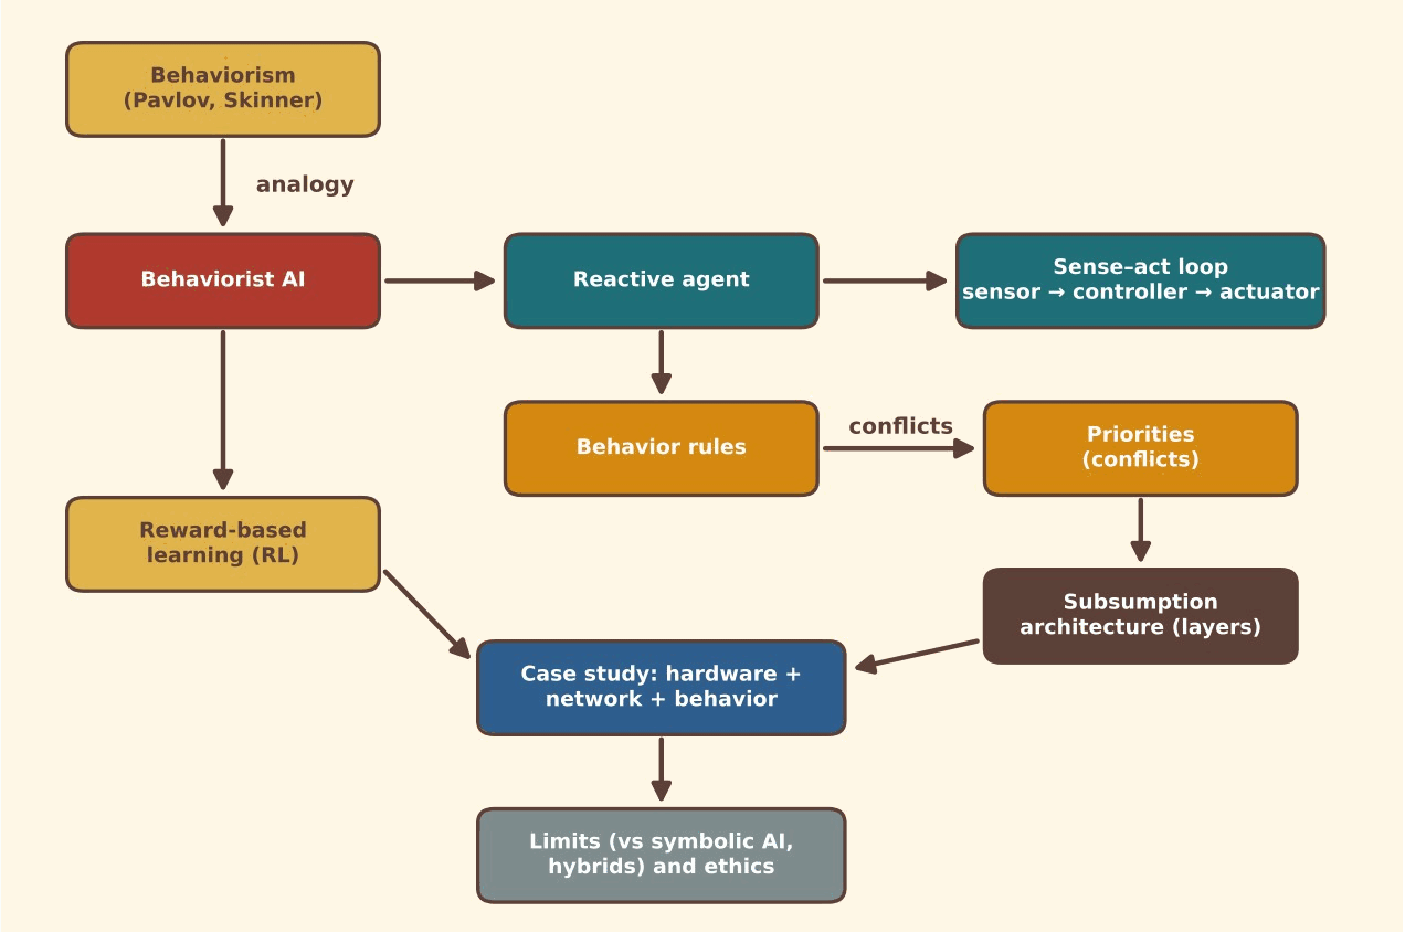 Behaviorism
(Pavlov, Skinner)
analogy
Behaviorist AI
Reactive agent
Sense–act loop
sensor → controller → actuator
Behavior rules
conflicts
Priorities
(conflicts)
Reward-based
learning (RL)
Subsumption
architecture (layers)
Case study: hardware +
network + behavior
Limits (vs symbolic AI,
hybrids) and ethics